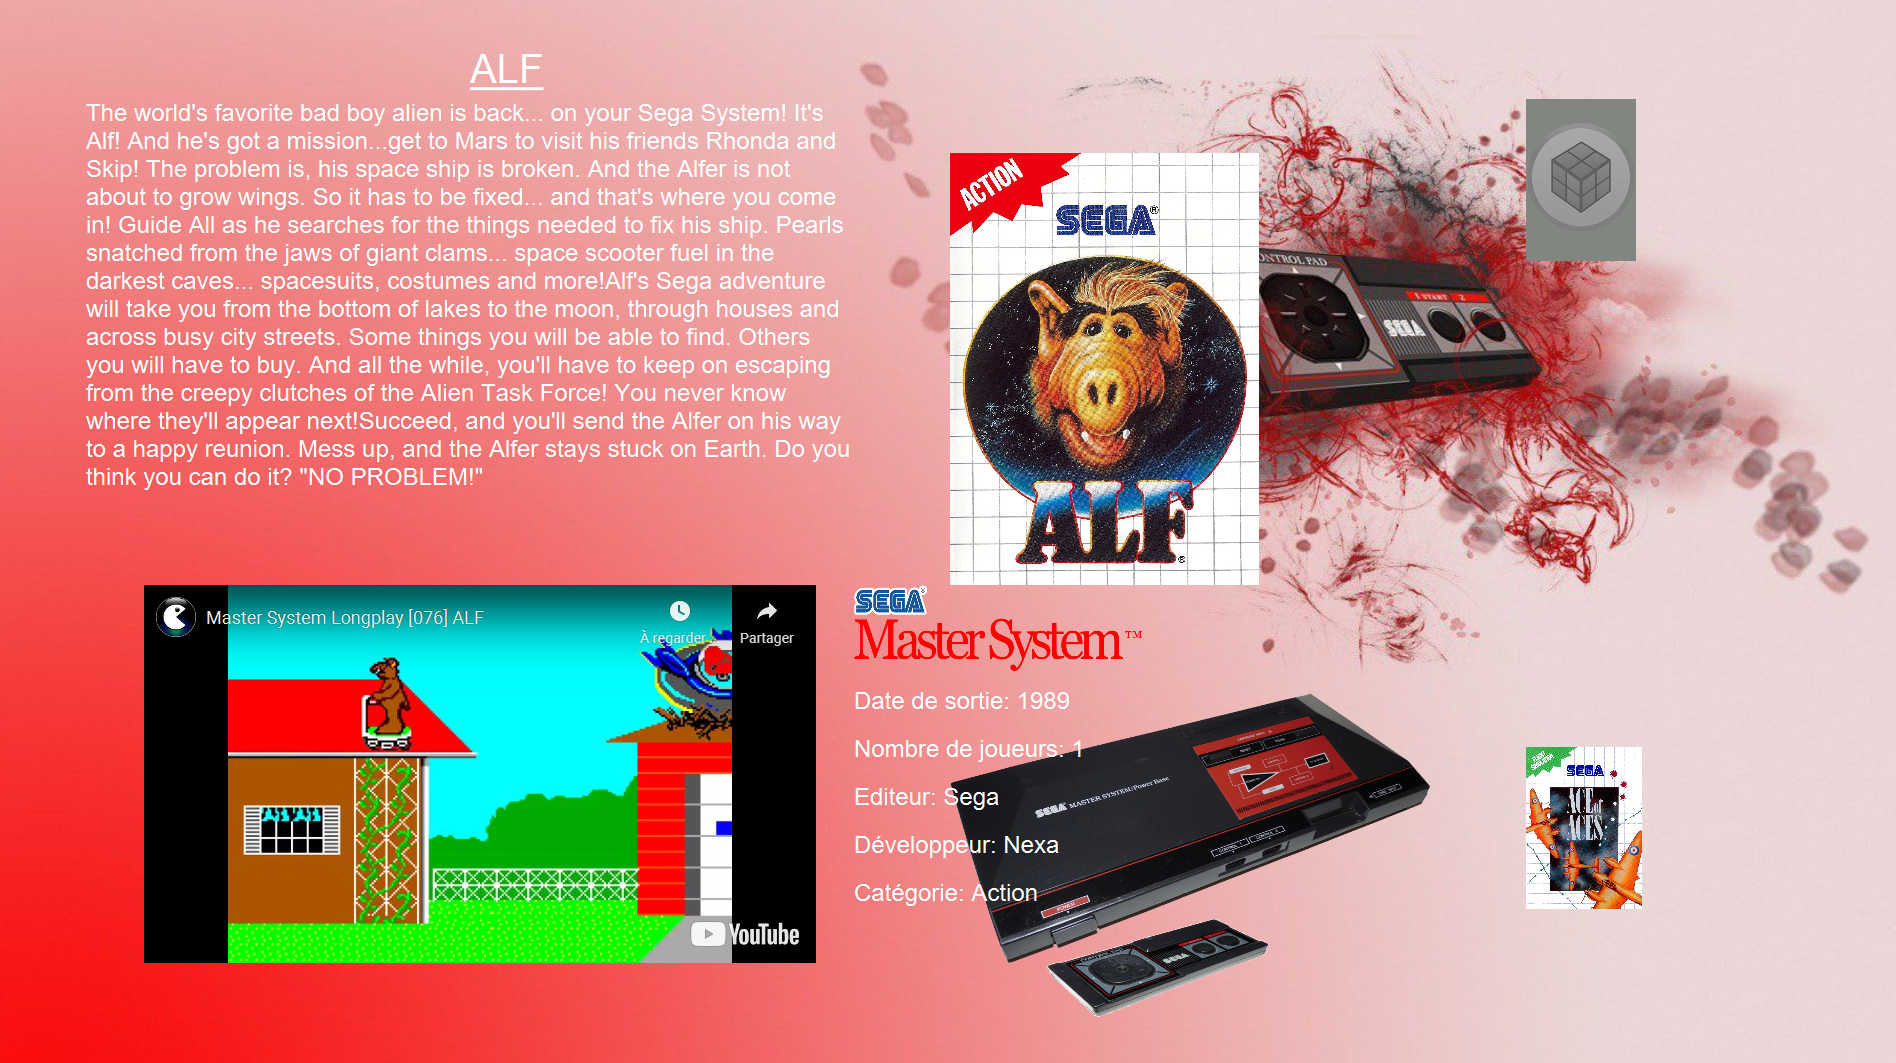 ALF
The world's favorite bad boy alien is back... on your Sega System! It's
Alf! And he's got a mission...get to Mars to visit his friends Rhonda and
Skip! The problem is, his space ship is broken. And the Alfer is not
about to grow wings. So it has to be fixed... and that's where you come
in! Guide All as he searches for the things needed to fix his ship. Pearls
snatched from the jaws of giant clams... space scooter fuel in the
darkest caves... spacesuits, costumes and more!Alf's Sega adventure
will take you from the bottom of lakes to the moon, through houses and
across busy city streets. Some things you will be able to find. Others
you will have to buy. And all the while, you'll have to keep on escaping
from the creepy clutches of the Alien Task Force! You never know
where they'll appear next!Succeed, and you'll send the Alfer on his way
to a happy reunion. Mess up, and the Alfer stays stuck on Earth. Do you
think you can do it? "NO PROBLEM!"
ACTION
SEGA®
ALF®
CONTROL PAD
1 START 2
SEGA
Master System Longplay [076] ALF
À regarder ...
Partager
YouTube
SEGA®
Master System™
Date de sortie: 1989
Nombre de joueurs: 1
Editeur: Sega
Développeur: Nexa
Catégorie: Action
SEGA MASTER SYSTEM/Power Base
POWER
SEGA
SEGA
ACE of
ACES